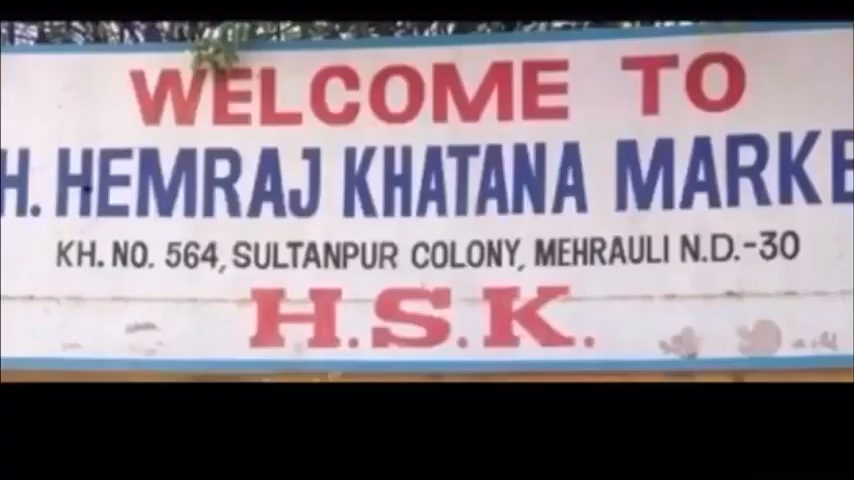 WELCOME TO
H. HEMRAJ KHATANA MARKE
KH. NO. 564, SULTANPUR COLONY, MEHRAULI N.D.-30
H.S.K.